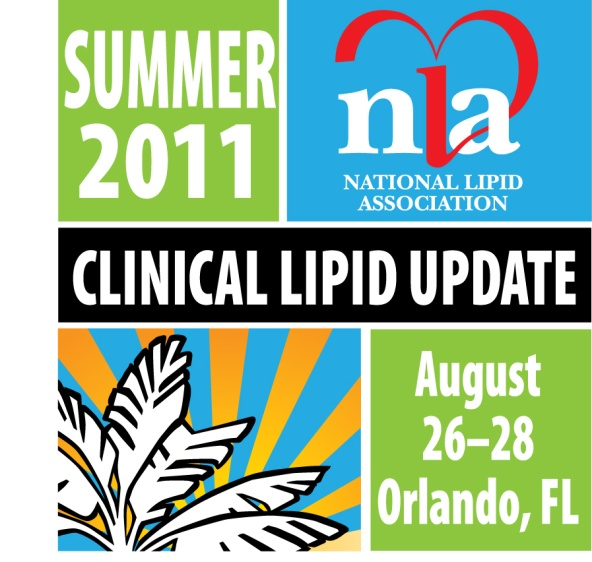 SUMMER
2011
nla
NATIONAL LIPID
ASSOCIATION
CLINICAL LIPID UPDATE
August
26–28
Orlando, FL